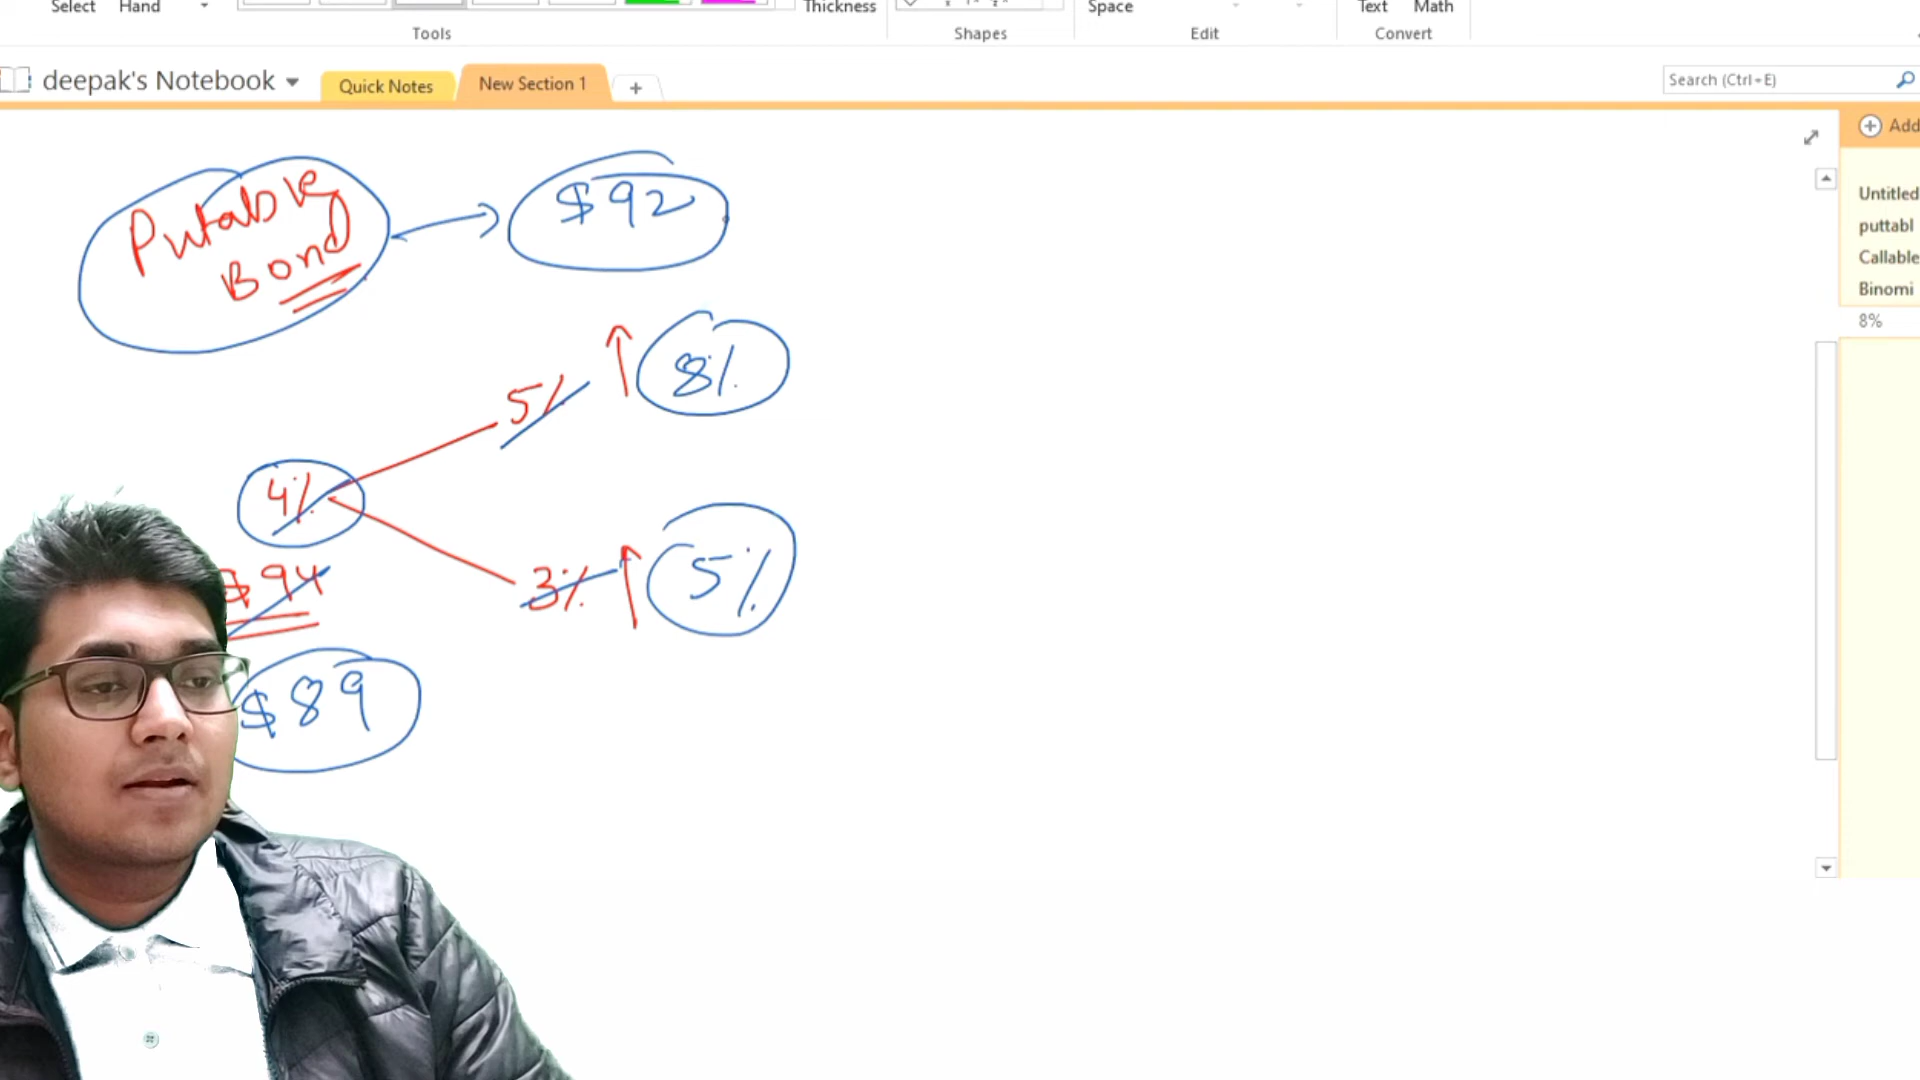 Select Hand Thickness Space Text Math
Tools Shapes Edit Convert
deepak's Notebook Quick Notes New Section 1 + Search (Ctrl+E)
Add
Untitled
puttabl
Callable
Binomi
8%
Putable
Bond
$92
5%
8%
4%
3%
5%
$94
$89